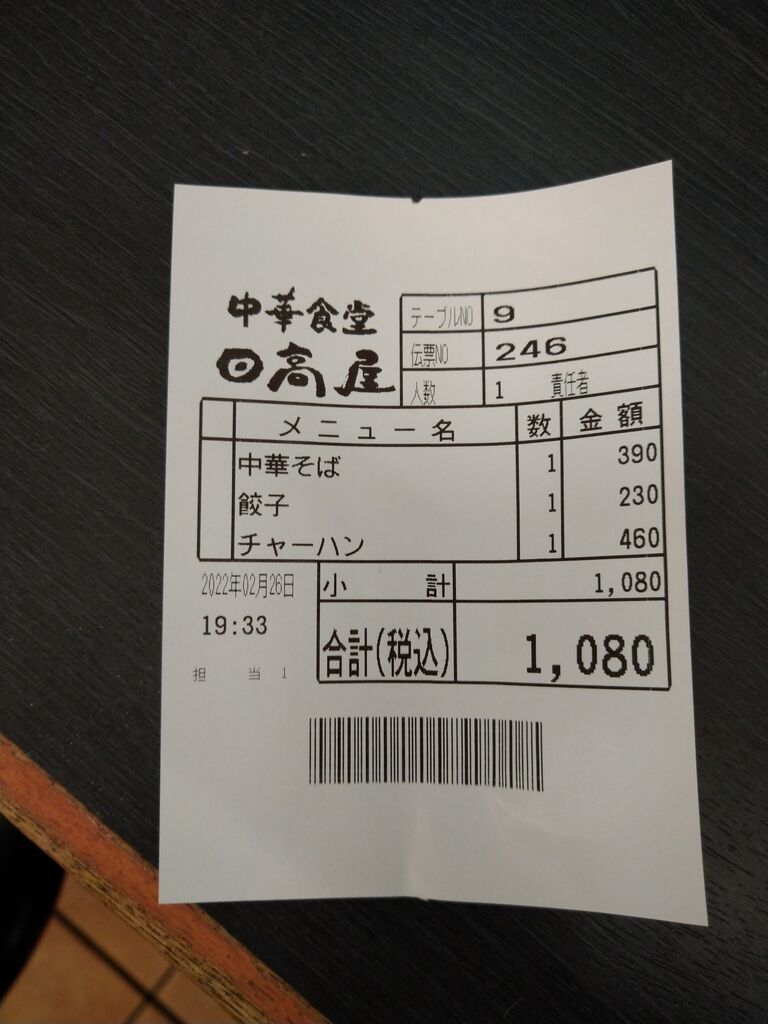 中華食堂
日高屋
テーブルNO 9
伝票NO 246
人数 1 責任者
メニュー名 数 金額
中華そば 1 390
餃子 1 230
チャーハン 1 460
2022年02月26日 小計 1,080
19:33
合計(税込) 1,080
担当 1